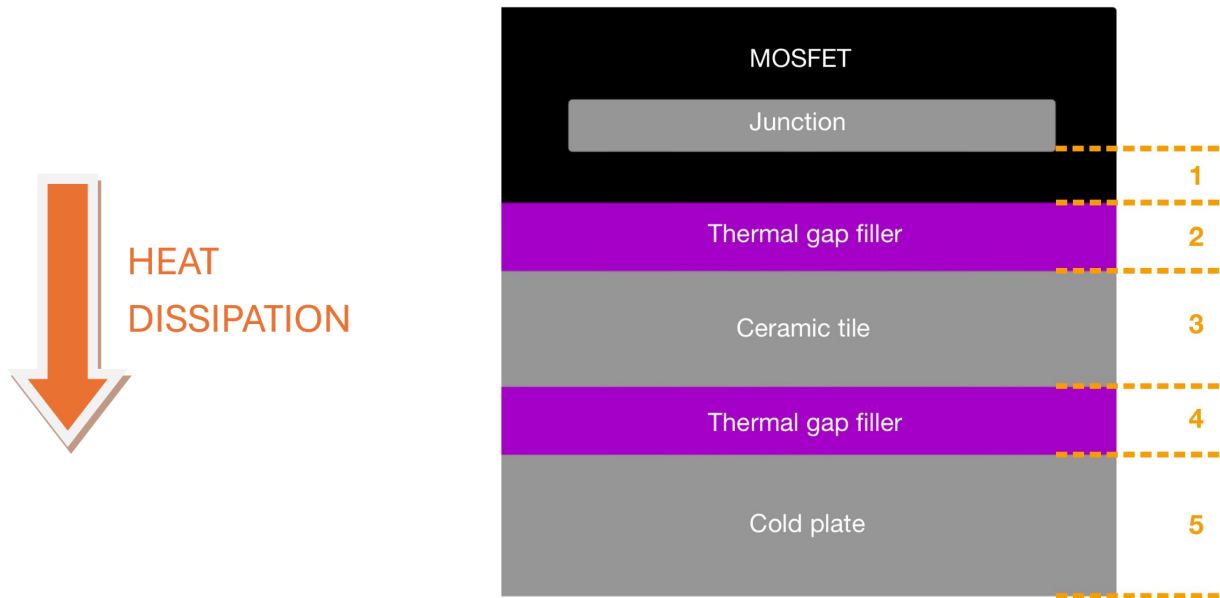 MOSFET
Junction
1
Thermal gap filler
2
HEAT
DISSIPATION
Ceramic tile
3
Thermal gap filler
4
Cold plate
5